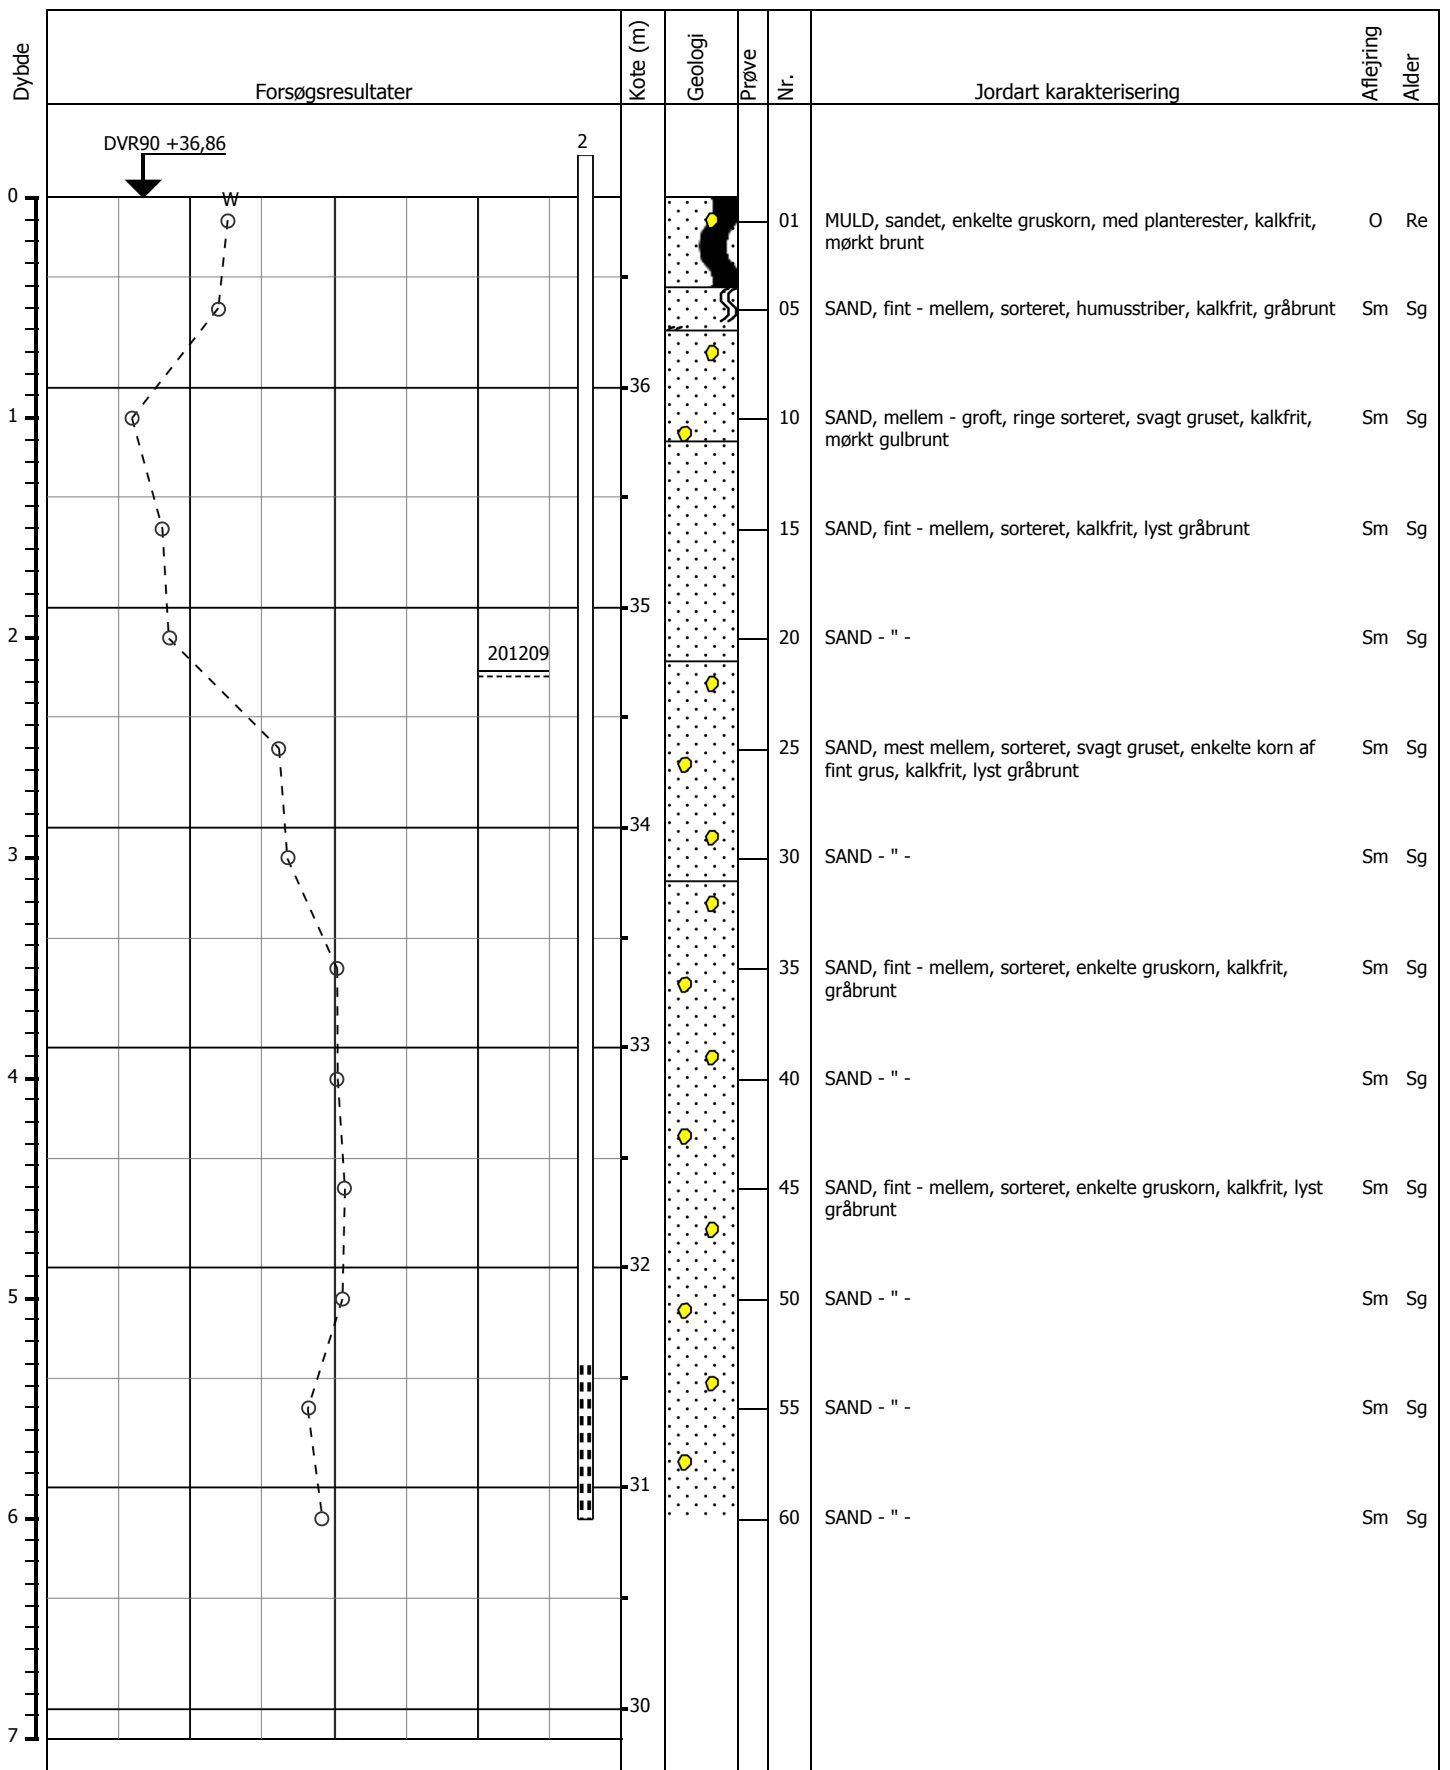 Dybde
Forsøgsresultater
Kote (m)
Geologi
Prøve
Nr.
Jordart karakterisering
Aflejring
Alder
DVR90 +36,86
2
0
W
01 MULD, sandet, enkelte gruskorn, med planterester, kalkfrit, O Re
mørkt brunt
05 SAND, fint - mellem, sorteret, humusstriber, kalkfrit, gråbrunt Sm Sg
36
1
10 SAND, mellem - groft, ringe sorteret, svagt gruset, kalkfrit, Sm Sg
mørkt gulbrunt
15 SAND, fint - mellem, sorteret, kalkfrit, lyst gråbrunt Sm Sg
35
2
20 SAND - " - Sm Sg
201209
25 SAND, mest mellem, sorteret, svagt gruset, enkelte korn af Sm Sg
fint grus, kalkfrit, lyst gråbrunt
34
3
30 SAND - " - Sm Sg
35 SAND, fint - mellem, sorteret, enkelte gruskorn, kalkfrit, Sm Sg
gråbrunt
33
4
40 SAND - " - Sm Sg
45 SAND, fint - mellem, sorteret, enkelte gruskorn, kalkfrit, lyst Sm Sg
gråbrunt
32
5
50 SAND - " - Sm Sg
55 SAND - " - Sm Sg
31
6
60 SAND - " - Sm Sg
30
7